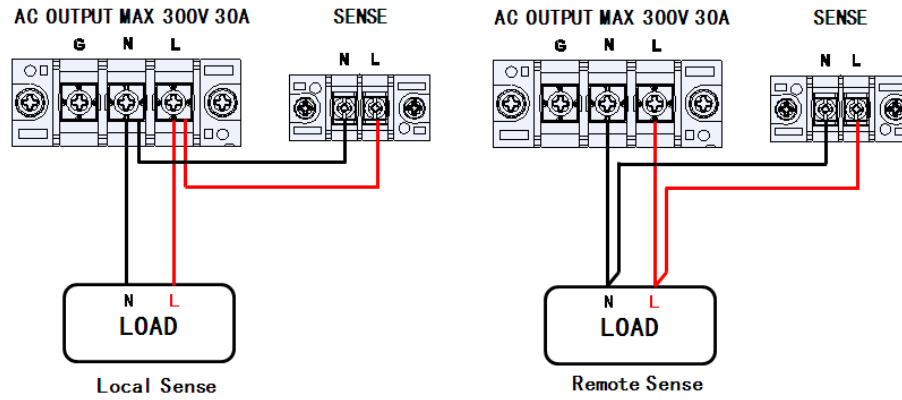 AC OUTPUT MAX 300V 30A
SENSE
G N L
N L
N L
LOAD
Local Sense
AC OUTPUT MAX 300V 30A
SENSE
G N L
N L
N L
LOAD
Remote Sense